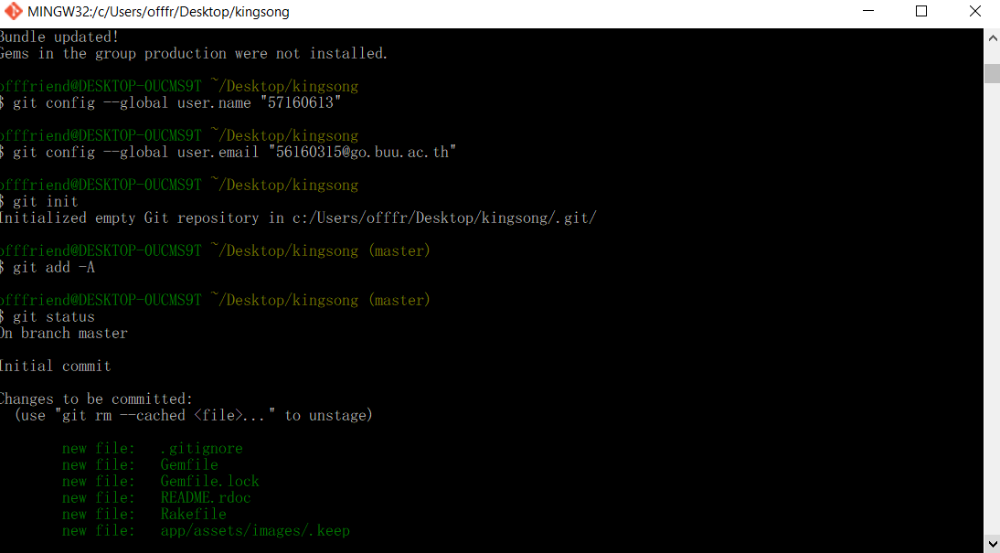 MINGW32:/c/Users/offfr/Desktop/kingsong
Bundle updated!
Gems in the group production were not installed.
offfriend@DESKTOP-0UCMS9T ~/Desktop/kingsong
$ git config --global user.name "57160613"
offfriend@DESKTOP-0UCMS9T ~/Desktop/kingsong
$ git config --global user.email "56160315@go.buu.ac.th"
offfriend@DESKTOP-0UCMS9T ~/Desktop/kingsong
$ git init
Initialized empty Git repository in c:/Users/offfr/Desktop/kingsong/.git/
offfriend@DESKTOP-0UCMS9T ~/Desktop/kingsong (master)
$ git add -A
offfriend@DESKTOP-0UCMS9T ~/Desktop/kingsong (master)
$ git status
On branch master
Initial commit
Changes to be committed:
(use "git rm --cached <file>..." to unstage)
new file: .gitignore
new file: Gemfile
new file: Gemfile.lock
new file: README.rdoc
new file: Rakefile
new file: app/assets/images/.keep